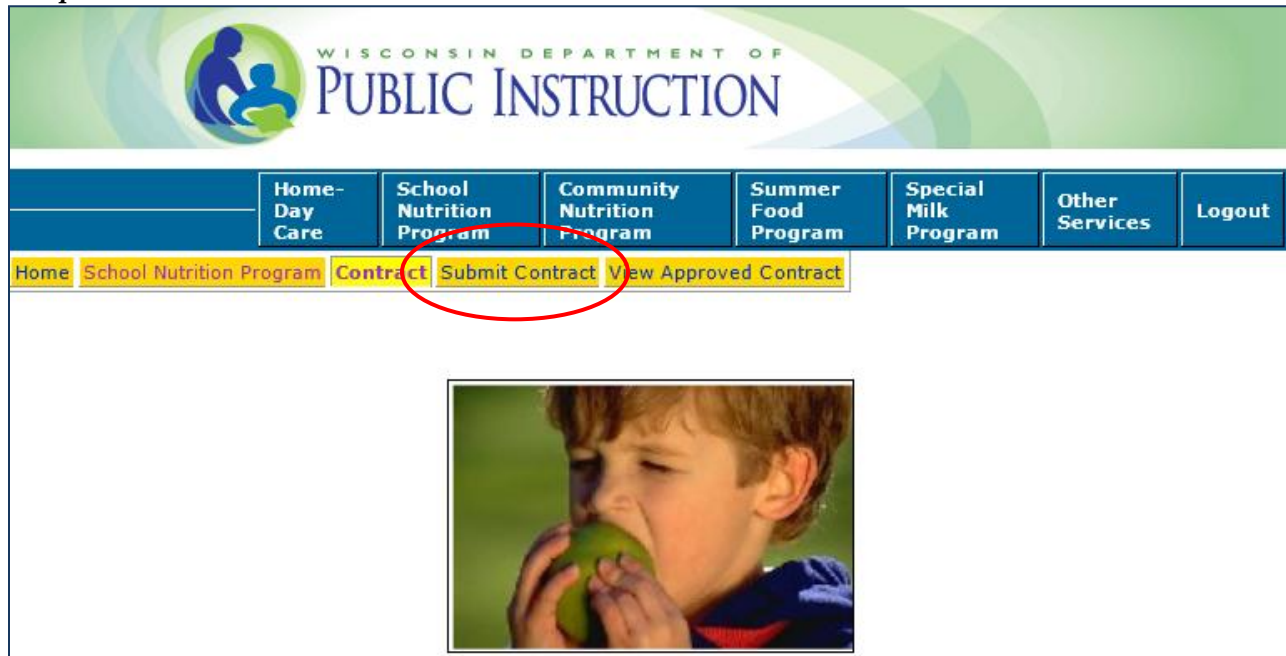 WISCONSIN DEPARTMENT OF
PUBLIC INSTRUCTION
Home-
Day
Care
School
Nutrition
Program
Community
Nutrition
Program
Summer
Food
Program
Special
Milk
Program
Other
Services
Logout
Home School Nutrition Program Contract Submit Contract View Approved Contract